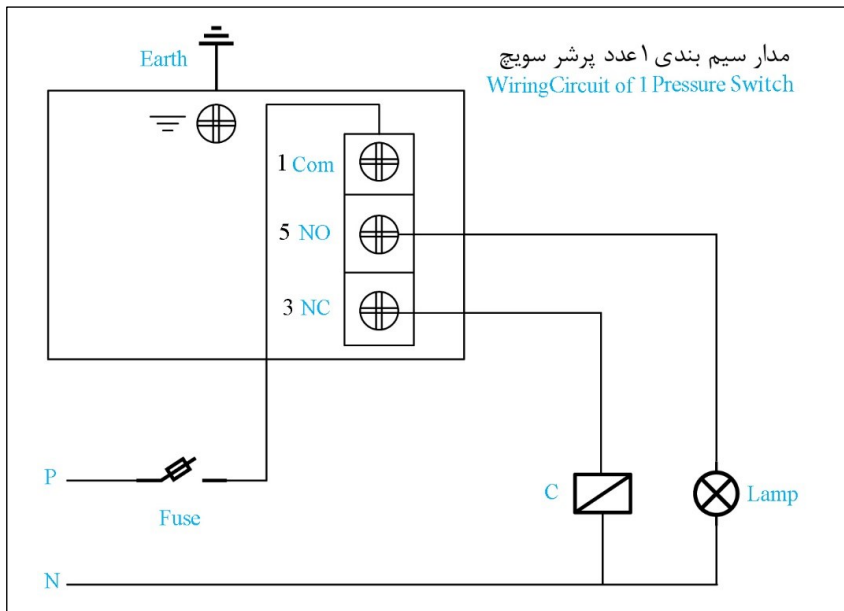 مدار سیم بندی ۱عدد پرشر سویچ
WiringCircuit of 1 Pressure Switch
Earth
1 Com
5 NO
3 NC
P
Fuse
C
Lamp
N